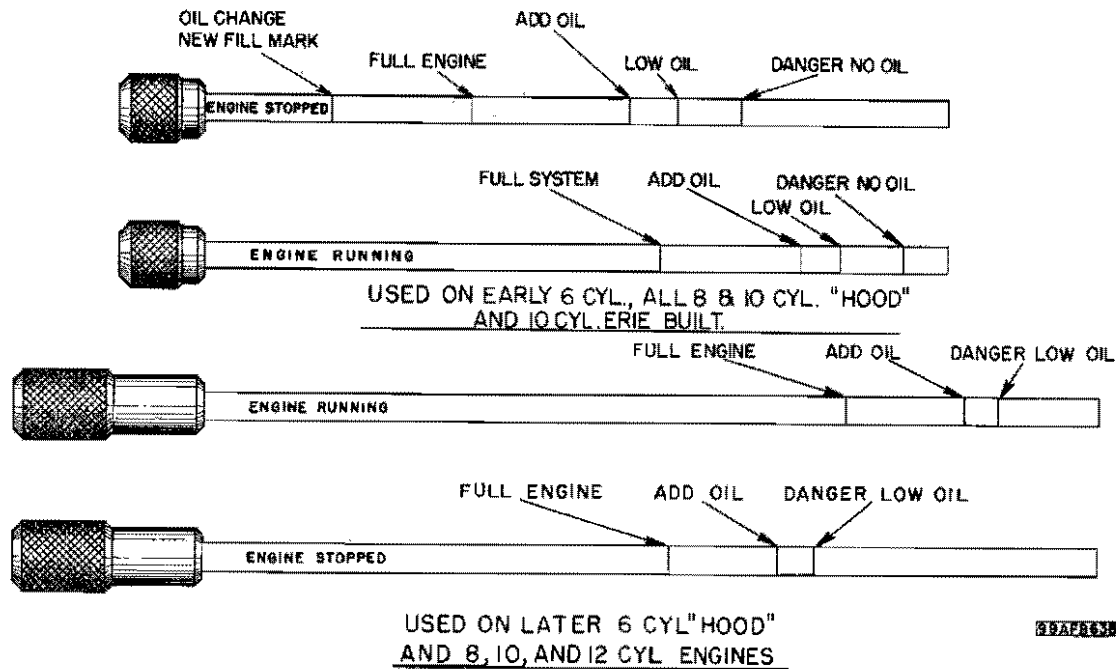 OIL CHANGE
NEW FILL MARK
FULL ENGINE
ADD OIL
LOW OIL
DANGER NO OIL
ENGINE STOPPED
FULL SYSTEM
ADD OIL
DANGER NO OIL
LOW OIL
ENGINE RUNNING
USED ON EARLY 6 CYL., ALL 8 & 10 CYL. "HOOD"
AND 10 CYL. ERIE BUILT.
FULL ENGINE
ADD OIL
DANGER LOW OIL
ENGINE RUNNING
FULL ENGINE
ADD OIL
DANGER LOW OIL
ENGINE STOPPED
USED ON LATER 6 CYL "HOOD"
AND 8, 10, AND 12 CYL ENGINES